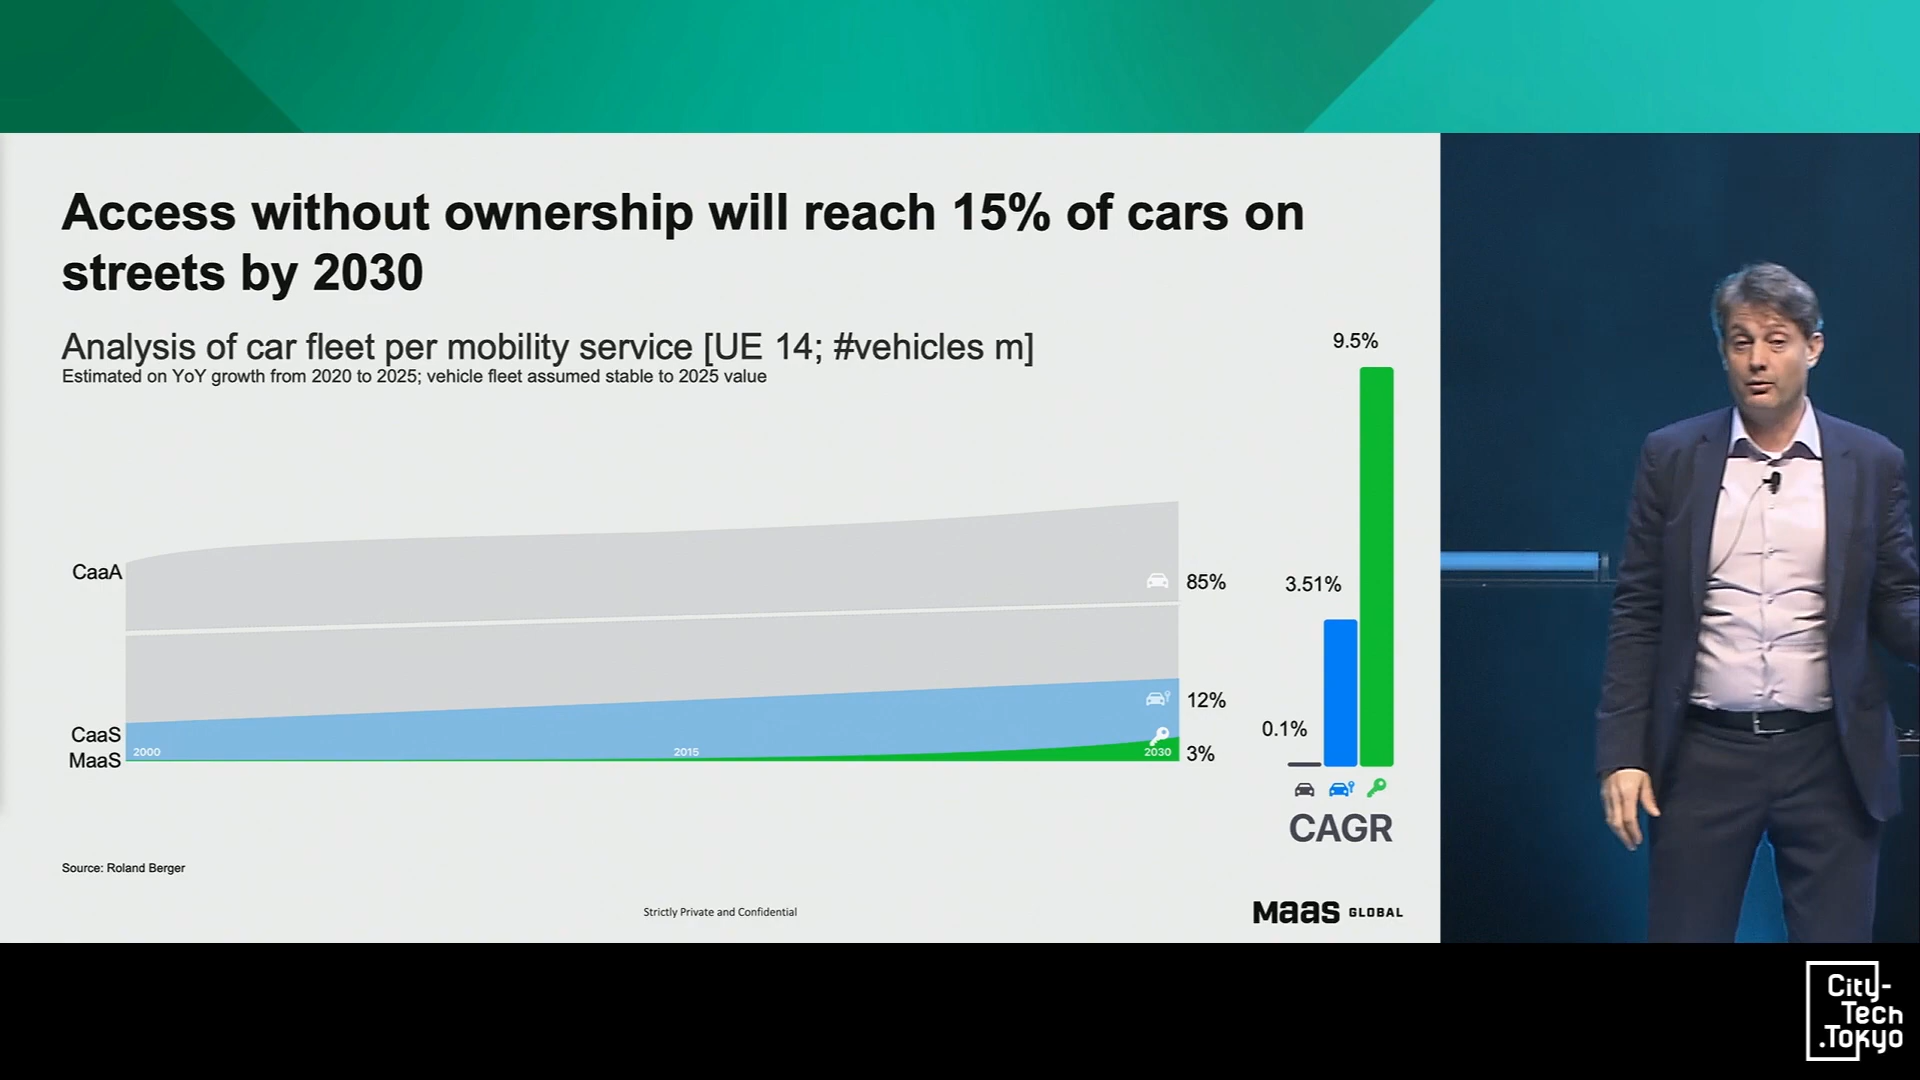 Access without ownership will reach 15% of cars on
streets by 2030
Analysis of car fleet per mobility service [UE 14; #vehicles m]
Estimated on YoY growth from 2020 to 2025; vehicle fleet assumed stable to 2025 value
CaaA
85%
CaaS
12%
MaaS
3%
2000
2015
2030
9.5%
3.51%
0.1%
CAGR
Source: Roland Berger
Strictly Private and Confidential
MaaS GLOBAL
City-
Tech
.Tokyo